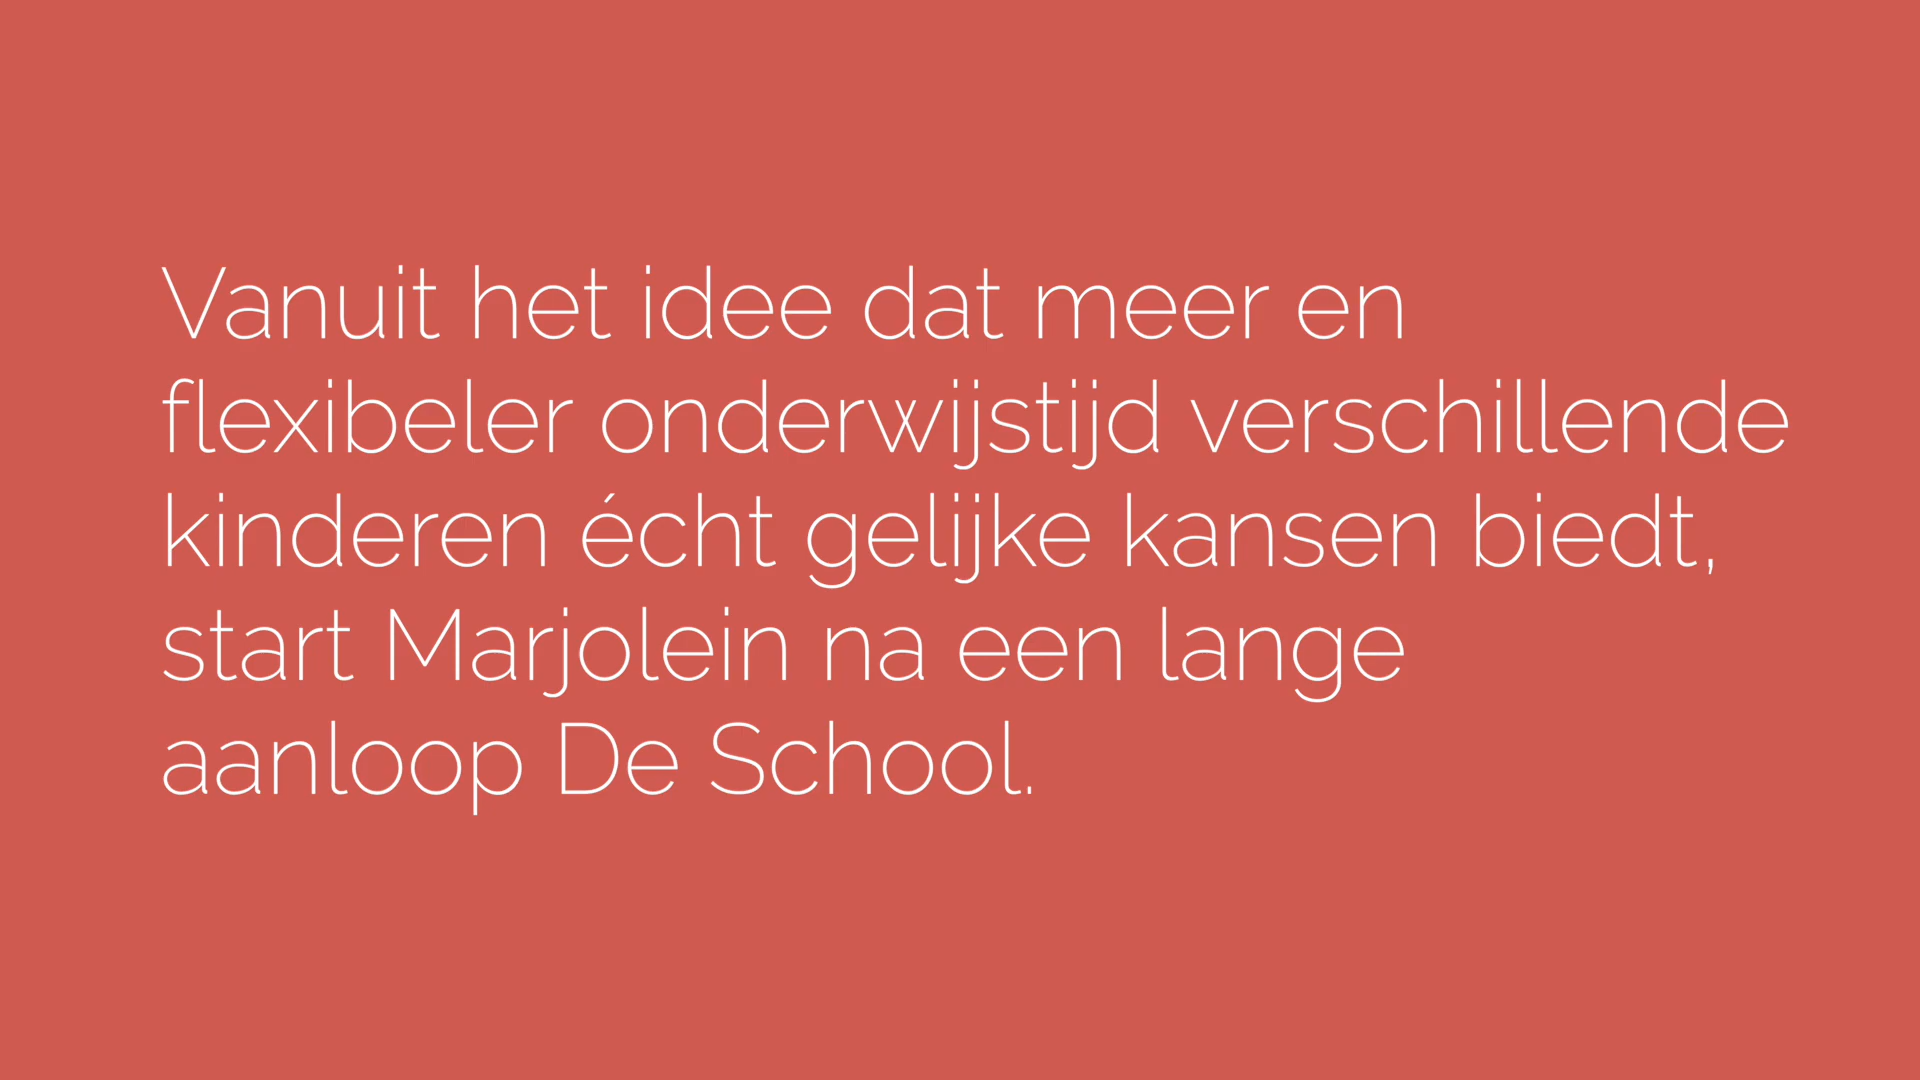 Vanuit het idee dat meer en
flexibeler onderwijstijd verschillende
kinderen écht gelijke kansen biedt,
start Marjolein na een lange
aanloop De School.